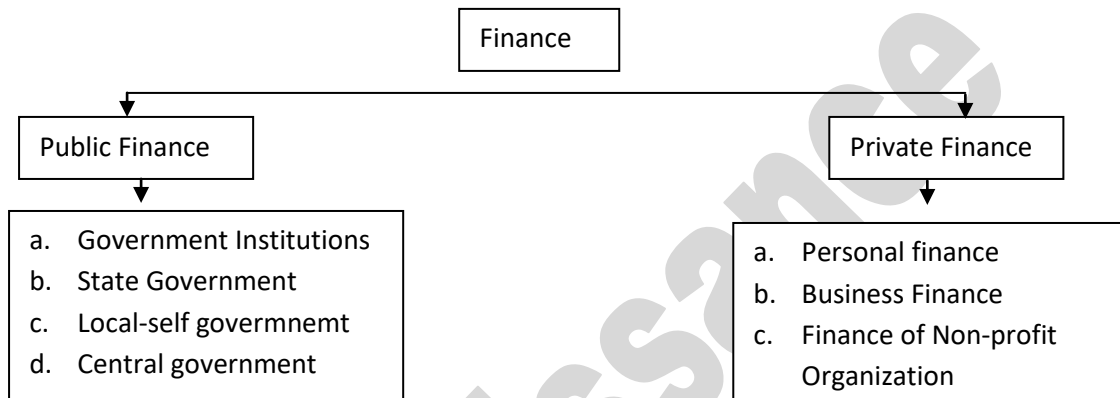 Finance
Public Finance
Private Finance
a. Government Institutions
b. State Government
c. Local-self govermnemt
d. Central government
a. Personal finance
b. Business Finance
c. Finance of Non-profit
Organization